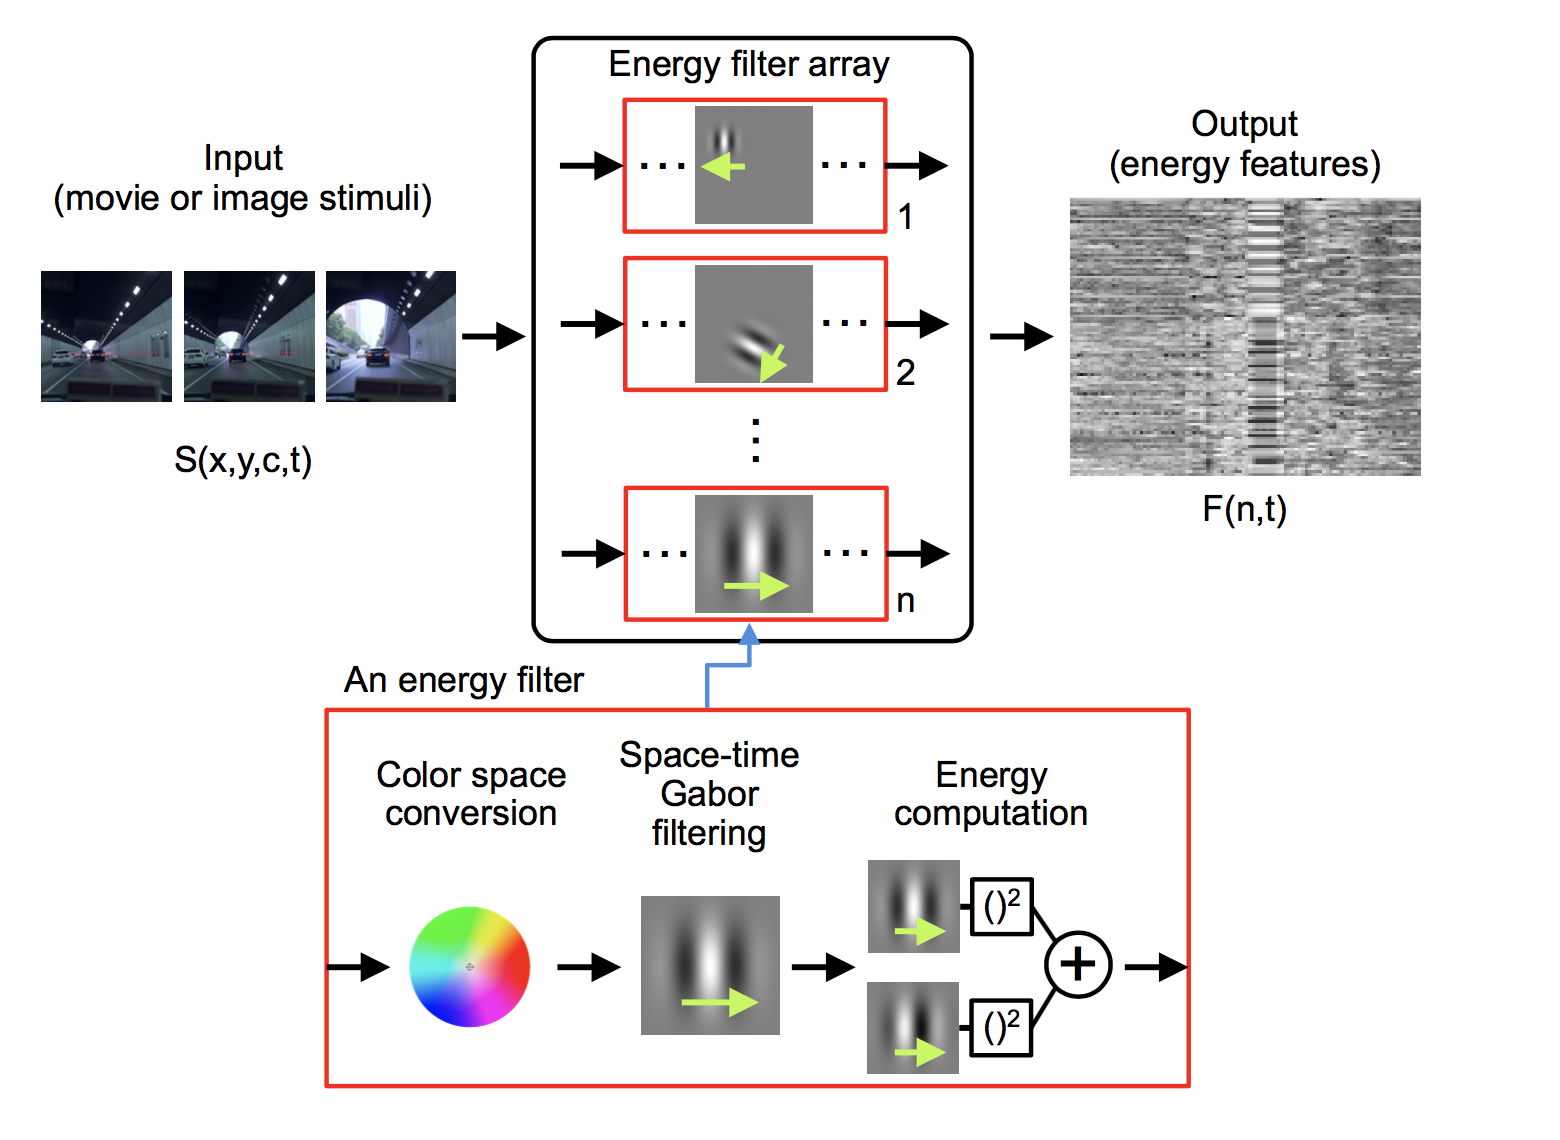 Energy filter array
Input
(movie or image stimuli)
S(x,y,c,t)
... ...
1
... ...
2
⋮
... ...
n
Output
(energy features)
F(n,t)
An energy filter
Color space
conversion
Space-time
Gabor
filtering
Energy
computation
()²
()²
+